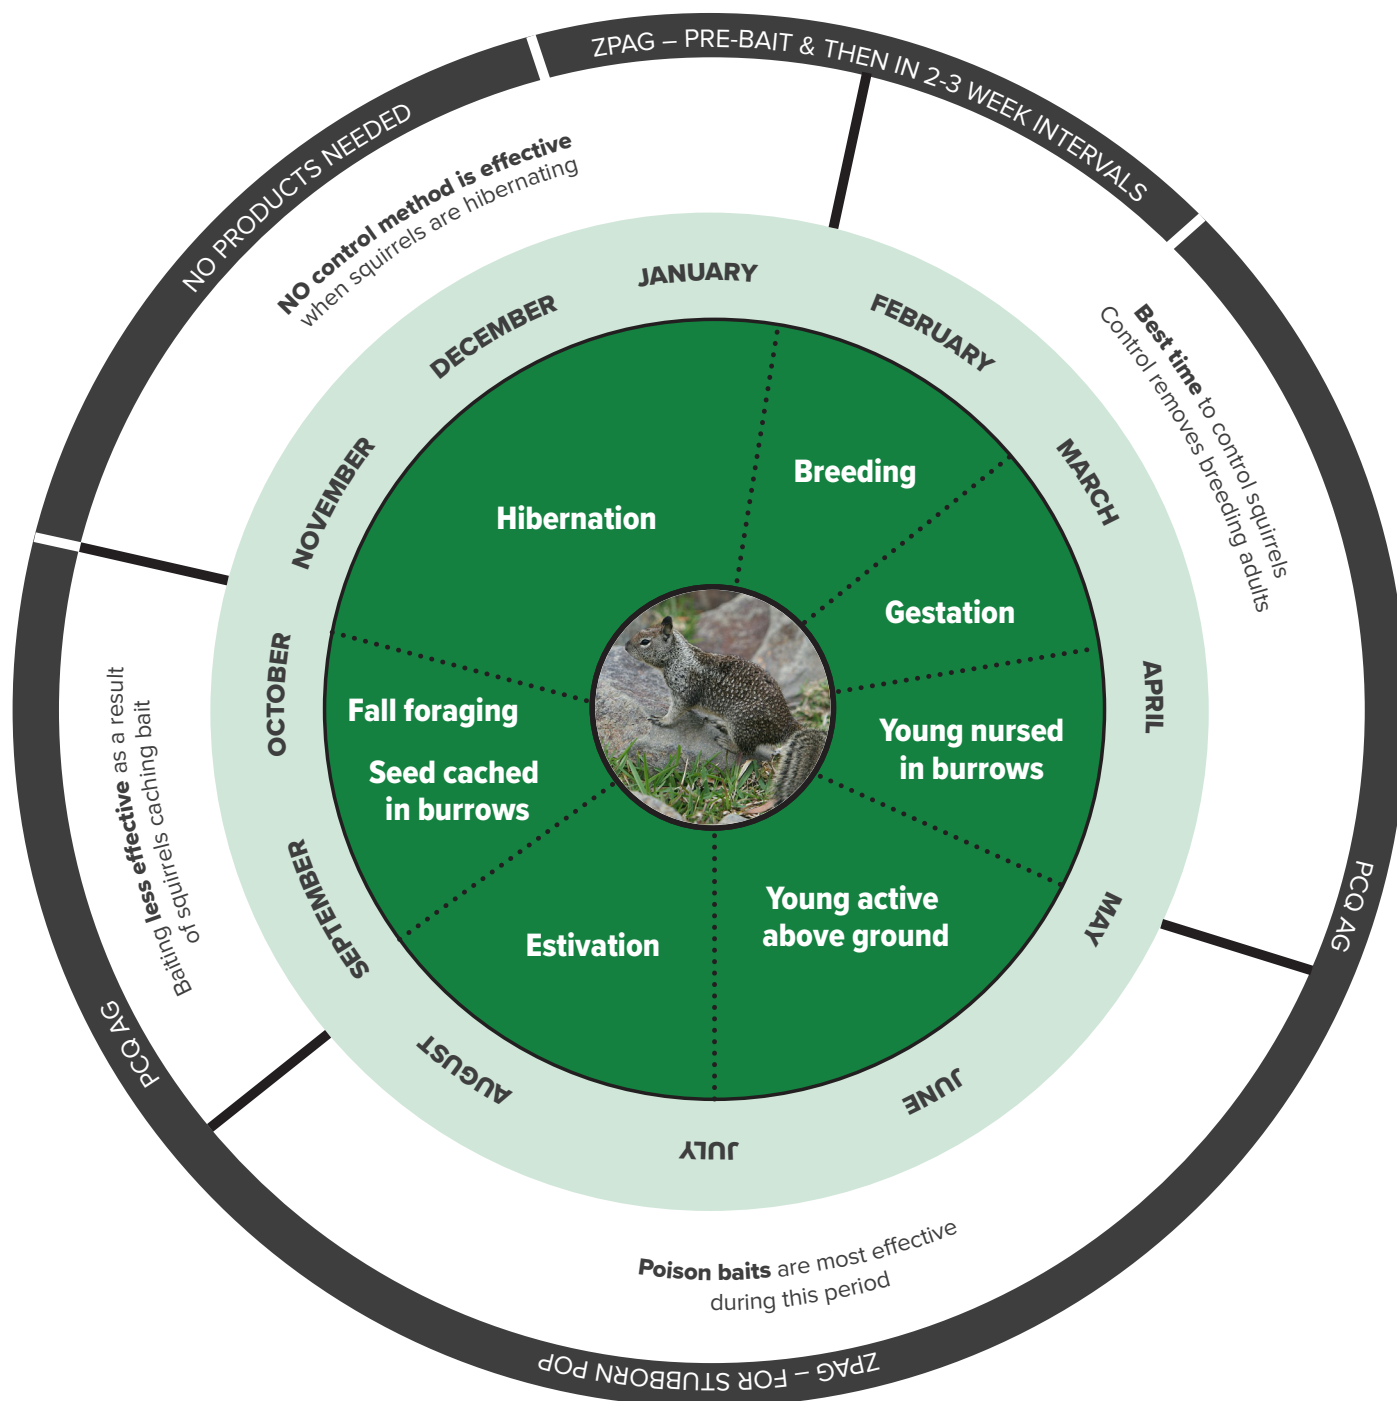 ZPAG – PRE-BAIT & THEN IN 2-3 WEEK INTERVALS
NO PRODUCTS NEEDED
NO control method is effective
when squirrels are hibernating
Best time to control squirrels
Control removes breeding adults
JANUARY
FEBRUARY
MARCH
APRIL
MAY
JUNE
JULY
AUGUST
SEPTEMBER
OCTOBER
NOVEMBER
DECEMBER
Breeding
Hibernation
Gestation
Young nursed
in burrows
Young active
above ground
Estivation
Fall foraging
Seed cached
in burrows
Baiting less effective as a result
of squirrels caching bait
PCQ AG
PCQ AG
Poison baits are most effective
during this period
ZPAG – FOR STUBBORN POP